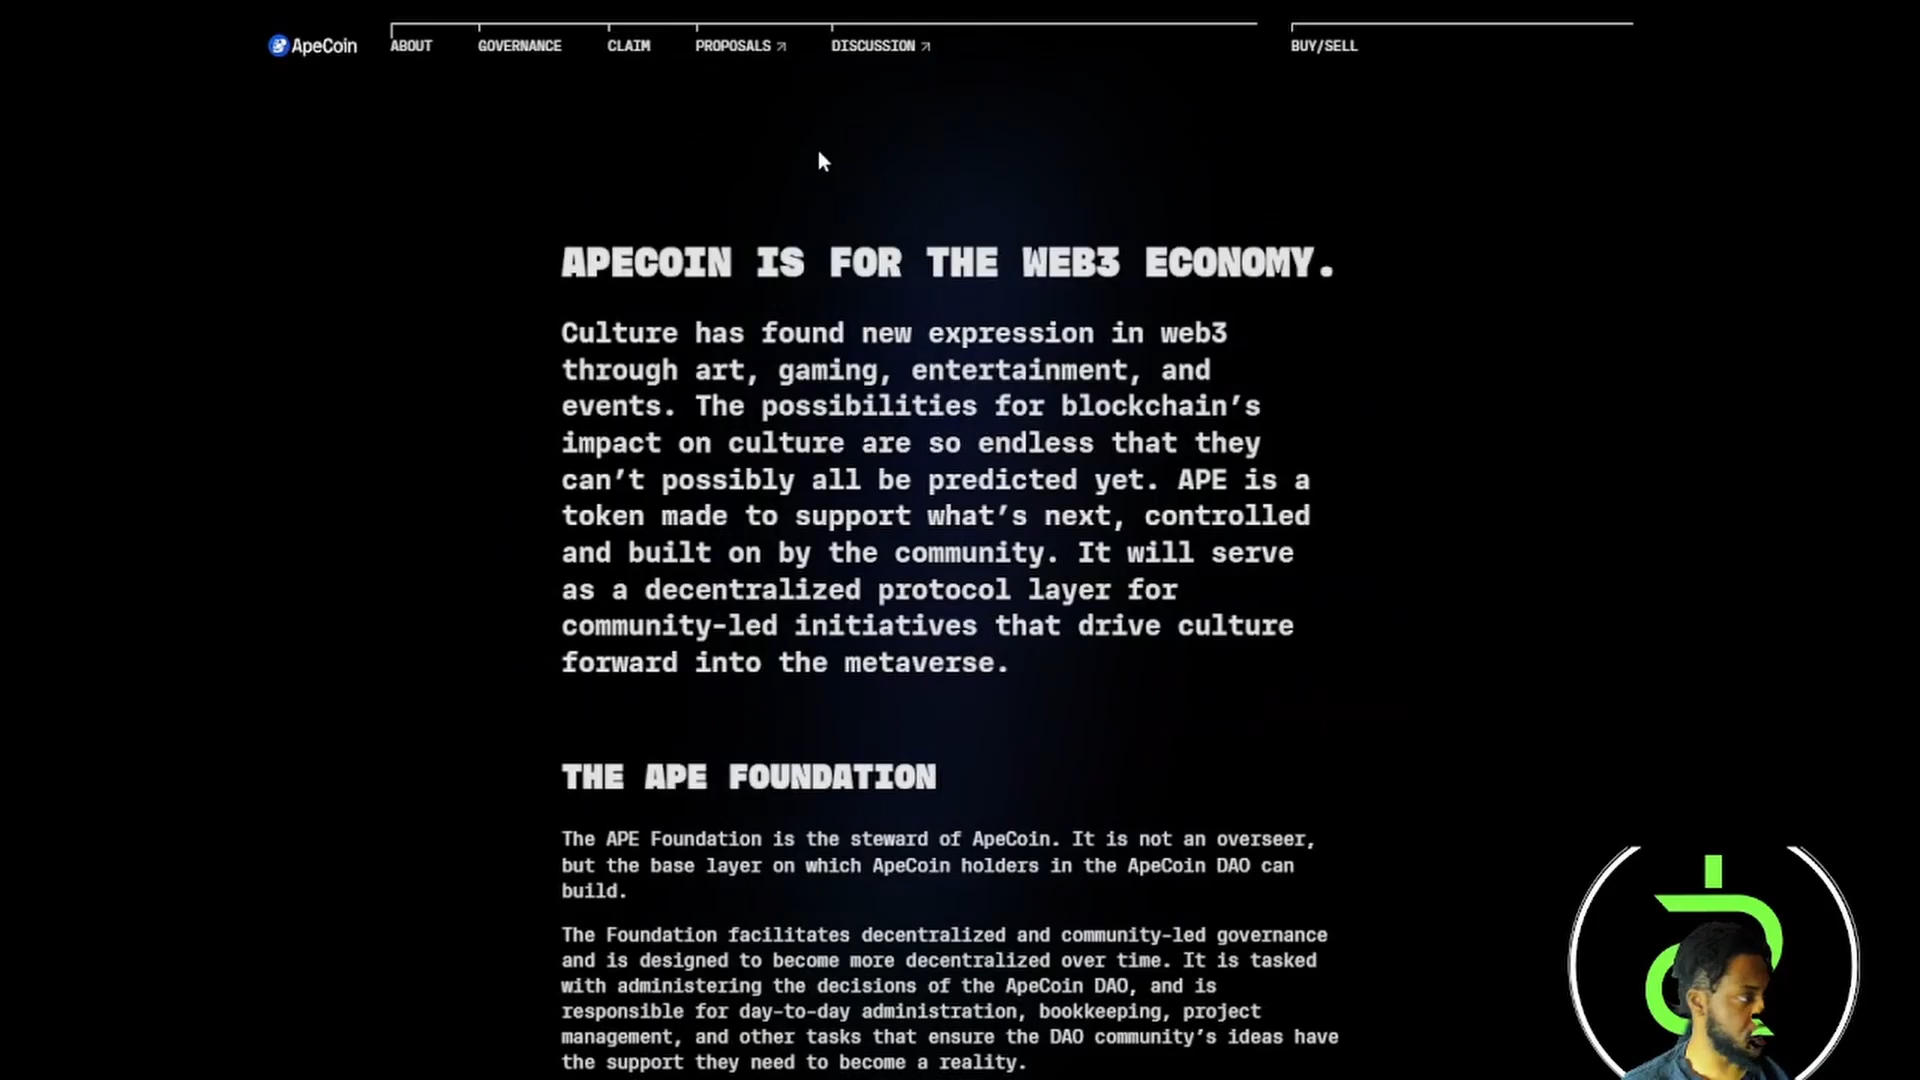 ApeCoin
ABOUT
GOVERNANCE
CLAIM
PROPOSALS
DISCUSSION
BUY/SELL
APECOIN IS FOR THE WEB3 ECONOMY.
Culture has found new expression in web3
through art, gaming, entertainment, and
events. The possibilities for blockchain’s
impact on culture are so endless that they
can’t possibly all be predicted yet. APE is a
token made to support what’s next, controlled
and built on by the community. It will serve
as a decentralized protocol layer for
community-led initiatives that drive culture
forward into the metaverse.
THE APE FOUNDATION
The APE Foundation is the steward of ApeCoin. It is not an overseer,
but the base layer on which ApeCoin holders in the ApeCoin DAO can
build.
The Foundation facilitates decentralized and community-led governance
and is designed to become more decentralized over time. It is tasked
with administering the decisions of the ApeCoin DAO, and is
responsible for day-to-day administration, bookkeeping, project
management, and other tasks that ensure the DAO community’s ideas have
the support they need to become a reality.